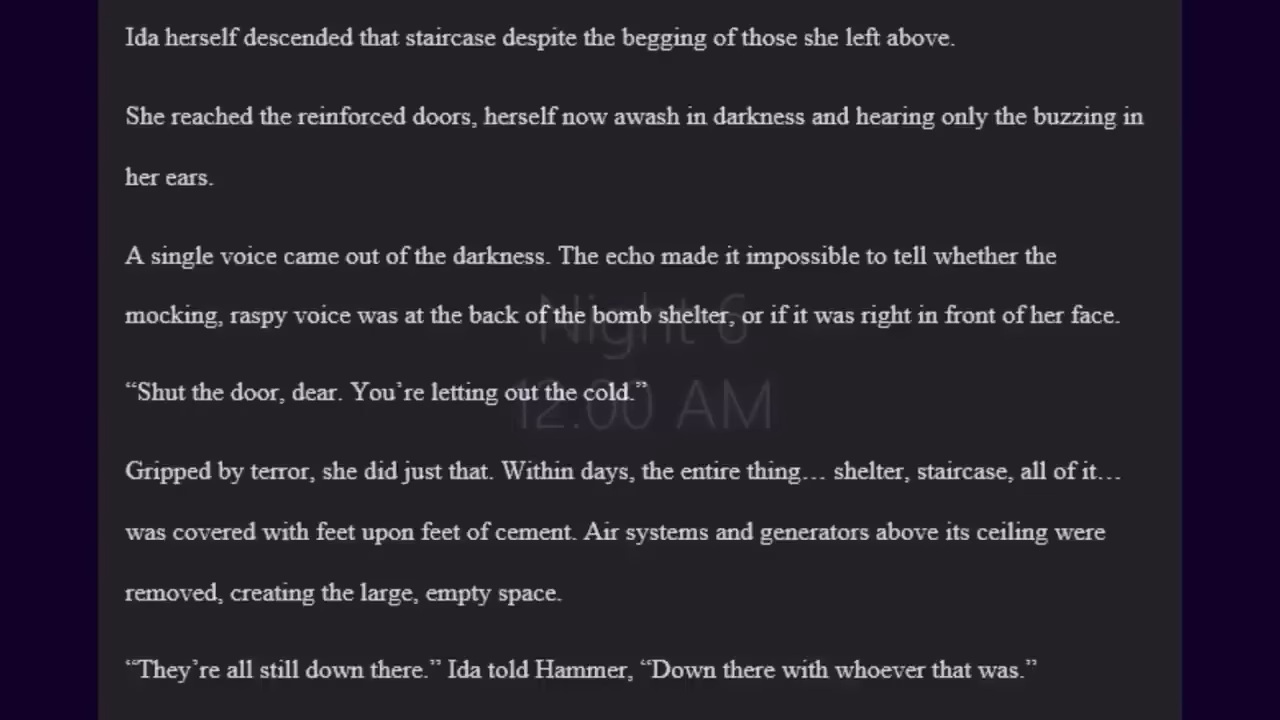 Ida herself descended that staircase despite the begging of those she left above.
She reached the reinforced doors, herself now awash in darkness and hearing only the buzzing in
her ears.
A single voice came out of the darkness. The echo made it impossible to tell whether the
mocking, raspy voice was at the back of the bomb shelter, or if it was right in front of her face.
“Shut the door, dear. You’re letting out the cold.”
Gripped by terror, she did just that. Within days, the entire thing… shelter, staircase, all of it…
was covered with feet upon feet of cement. Air systems and generators above its ceiling were
removed, creating the large, empty space.
“They’re all still down there.” Ida told Hammer, “Down there with whoever that was.”
Night 6
12:00 AM